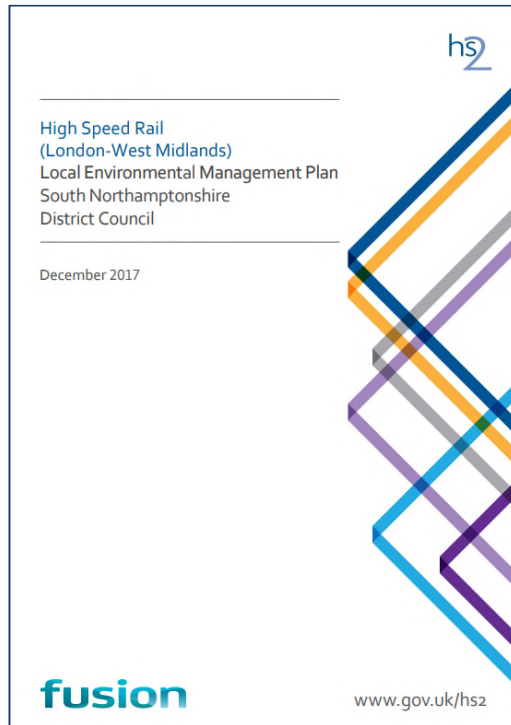 hs2
High Speed Rail
(London-West Midlands)
Local Environmental Management Plan
South Northamptonshire
District Council
December 2017
fusion
www.gov.uk/hs2